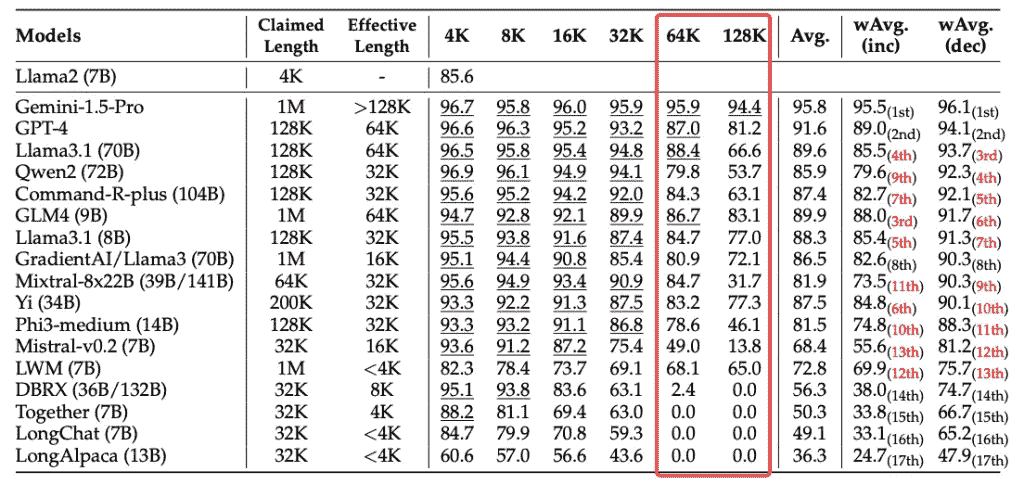 Models Claimed Length Effective Length 4K 8K 16K 32K 64K 128K Avg. wAvg. (inc) wAvg. (dec)
Llama2 (7B) 4K - 85.6
Gemini-1.5-Pro 1M >128K 96.7 95.8 96.0 95.9 95.9 94.4 95.8 95.5(1st) 96.1(1st)
GPT-4 128K 64K 96.6 96.3 95.2 93.2 87.0 81.2 91.6 89.0(2nd) 94.1(2nd)
Llama3.1 (70B) 128K 64K 96.5 95.8 95.4 94.8 88.4 66.6 89.6 85.5(4th) 93.7(3rd)
Qwen2 (72B) 128K 32K 96.9 96.1 94.9 94.1 79.8 53.7 85.9 79.6(9th) 92.3(4th)
Command-R-plus (104B) 128K 32K 95.6 95.2 94.2 92.0 84.3 63.1 87.4 82.7(7th) 92.1(5th)
GLM4 (9B) 1M 64K 94.7 92.8 92.1 89.9 86.7 83.1 89.9 88.0(3rd) 91.7(6th)
Llama3.1 (8B) 128K 32K 95.5 93.8 91.6 87.4 84.7 77.0 88.3 85.4(5th) 91.3(7th)
GradientAI/Llama3 (70B) 1M 16K 95.1 94.4 90.8 85.4 80.9 72.1 86.5 82.6(8th) 90.3(8th)
Mixtral-8x22B (39B/141B) 64K 32K 95.6 94.9 93.4 90.9 84.7 31.7 81.9 73.5(11th) 90.3(9th)
Yi (34B) 200K 32K 93.3 92.2 91.3 87.5 83.2 77.3 87.5 84.8(6th) 90.1(10th)
Phi3-medium (14B) 128K 32K 93.3 93.2 91.1 86.8 78.6 46.1 81.5 74.8(10th) 88.3(11th)
Mistral-v0.2 (7B) 32K 16K 93.6 91.2 87.2 75.4 49.0 13.8 68.4 55.6(13th) 81.2(12th)
LWM (7B) 1M <4K 82.3 78.4 73.7 69.1 68.1 65.0 72.8 69.9(12th) 75.7(13th)
DBRX (36B/132B) 32K 8K 95.1 93.8 83.6 63.1 2.4 0.0 56.3 38.0(14th) 74.7(14th)
Together (7B) 32K 4K 88.2 81.1 69.4 63.0 0.0 0.0 50.3 33.8(15th) 66.7(15th)
LongChat (7B) 32K <4K 84.7 79.9 70.8 59.3 0.0 0.0 49.1 33.1(16th) 65.2(16th)
LongAlpaca (13B) 32K <4K 60.6 57.0 56.6 43.6 0.0 0.0 36.3 24.7(17th) 47.9(17th)